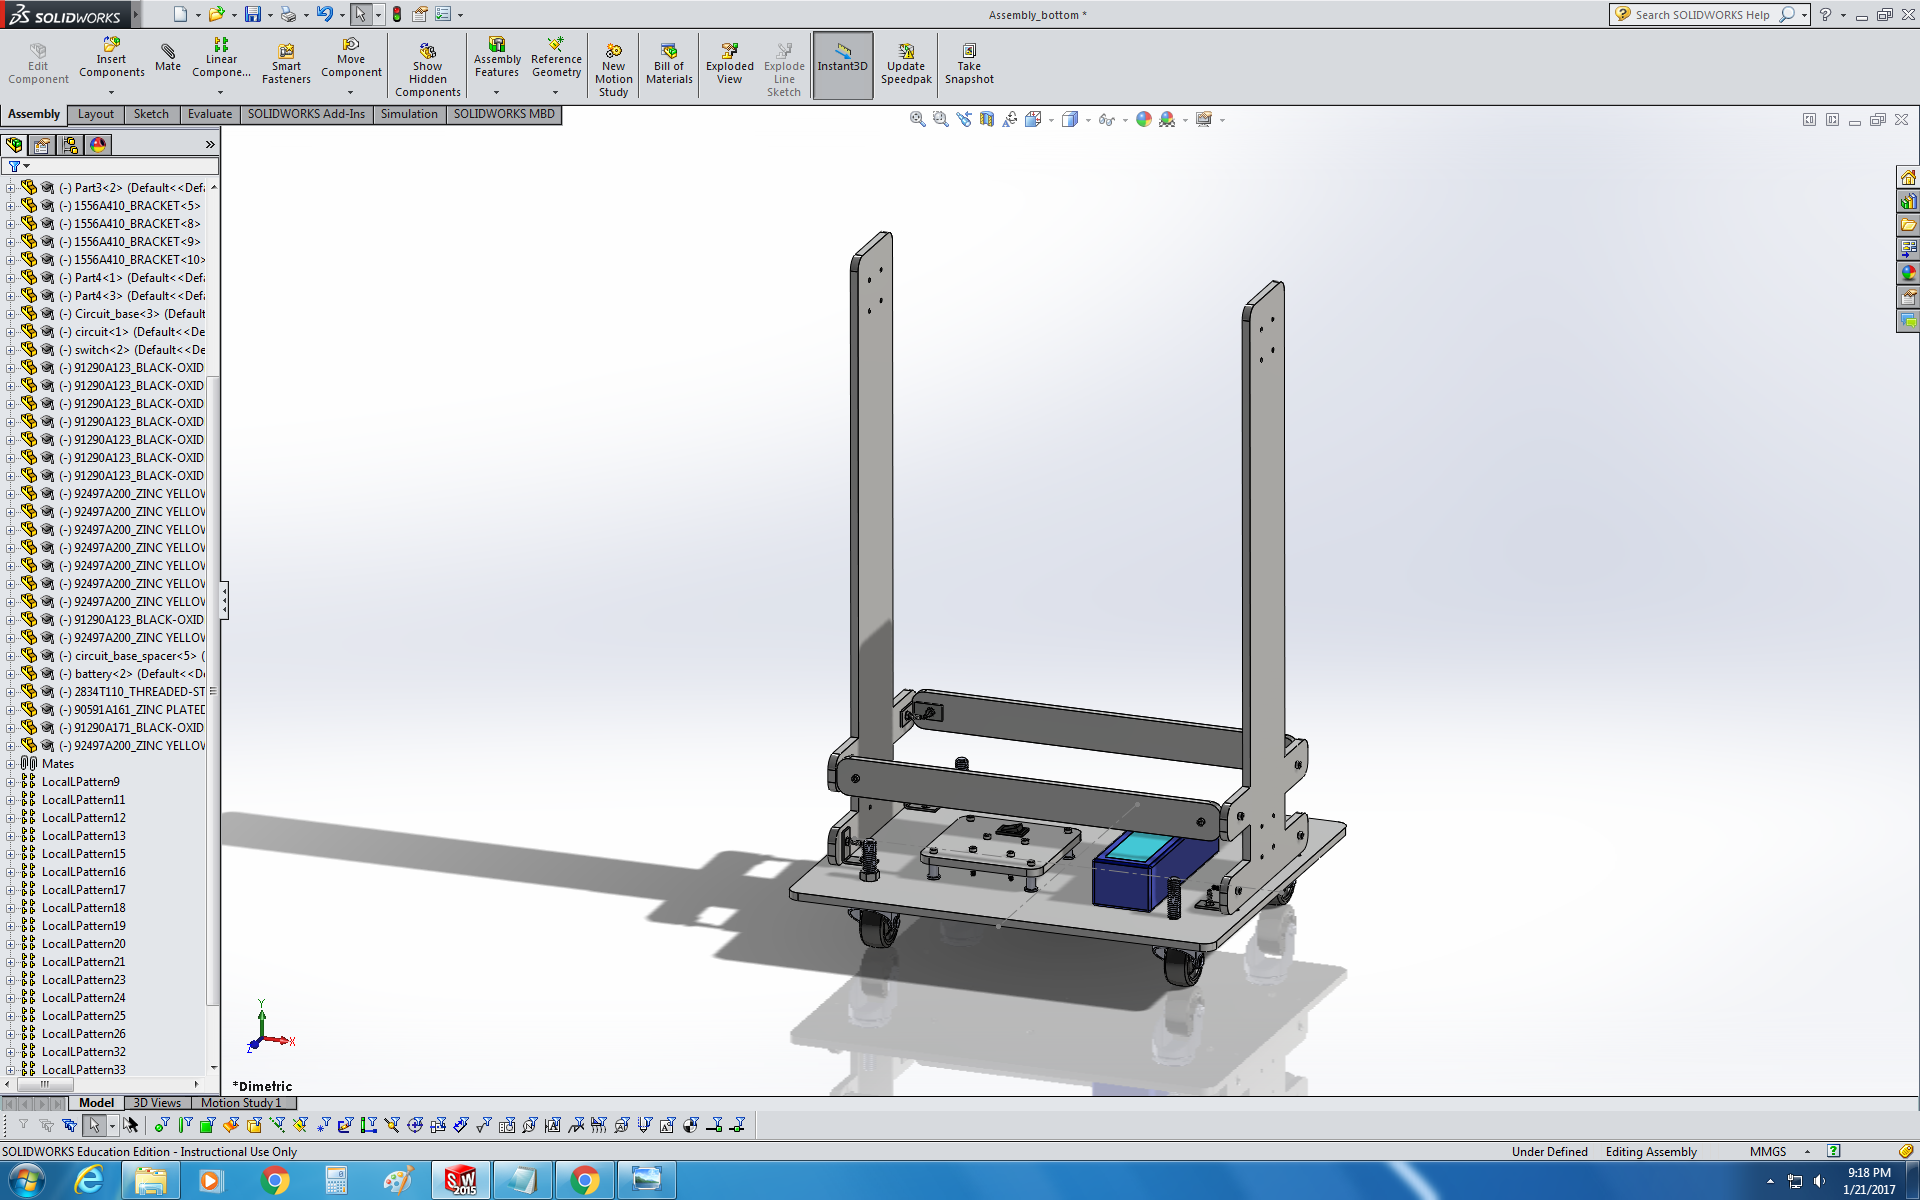 SOLIDWORKS
Assembly_bottom *
Search SOLIDWORKS Help
Edit Component
Insert Components
Mate
Linear Compone...
Smart Fasteners
Move Component
Show Hidden Components
Assembly Features
Reference Geometry
New Motion Study
Bill of Materials
Exploded View
Explode Line Sketch
Instant3D
Update Speedpak
Take Snapshot
Assembly
Layout
Sketch
Evaluate
SOLIDWORKS Add-Ins
Simulation
SOLIDWORKS MBD
(-) Part3<2> (Default<<Defa
(-) 1556A410_BRACKET<5>
(-) 1556A410_BRACKET<8>
(-) 1556A410_BRACKET<9>
(-) 1556A410_BRACKET<10>
(-) Part4<1> (Default<<Defa
(-) Part4<3> (Default<<Defa
(-) Circuit_base<3> (Default
(-) circuit<1> (Default<<De
(-) switch<2> (Default<<De
(-) 91290A123_BLACK-OXID
(-) 91290A123_BLACK-OXID
(-) 91290A123_BLACK-OXID
(-) 91290A123_BLACK-OXID
(-) 91290A123_BLACK-OXID
(-) 91290A123_BLACK-OXID
(-) 91290A123_BLACK-OXID
(-) 92497A200_ZINC YELLOW
(-) 92497A200_ZINC YELLOW
(-) 92497A200_ZINC YELLOW
(-) 92497A200_ZINC YELLOW
(-) 92497A200_ZINC YELLOW
(-) 92497A200_ZINC YELLOW
(-) 92497A200_ZINC YELLOW
(-) 91290A123_BLACK-OXID
(-) 92497A200_ZINC YELLOW
(-) circuit_base_spacer<5> (
(-) battery<2> (Default<<De
(-) 2834T110_THREADED-ST
(-) 90591A161_ZINC PLATED
(-) 91290A171_BLACK-OXID
(-) 92497A200_ZINC YELLOW
Mates
LocalLPattern9
LocalLPattern11
LocalLPattern12
LocalLPattern13
LocalLPattern15
LocalLPattern16
LocalLPattern17
LocalLPattern18
LocalLPattern19
LocalLPattern20
LocalLPattern21
LocalLPattern23
LocalLPattern24
LocalLPattern25
LocalLPattern26
LocalLPattern32
LocalLPattern33
Y
X
Z
*Dimetric
Model
3D Views
Motion Study 1
SOLIDWORKS Education Edition - Instructional Use Only
Under Defined
Editing Assembly
MMGS
SW 2015
9:18 PM
1/21/2017